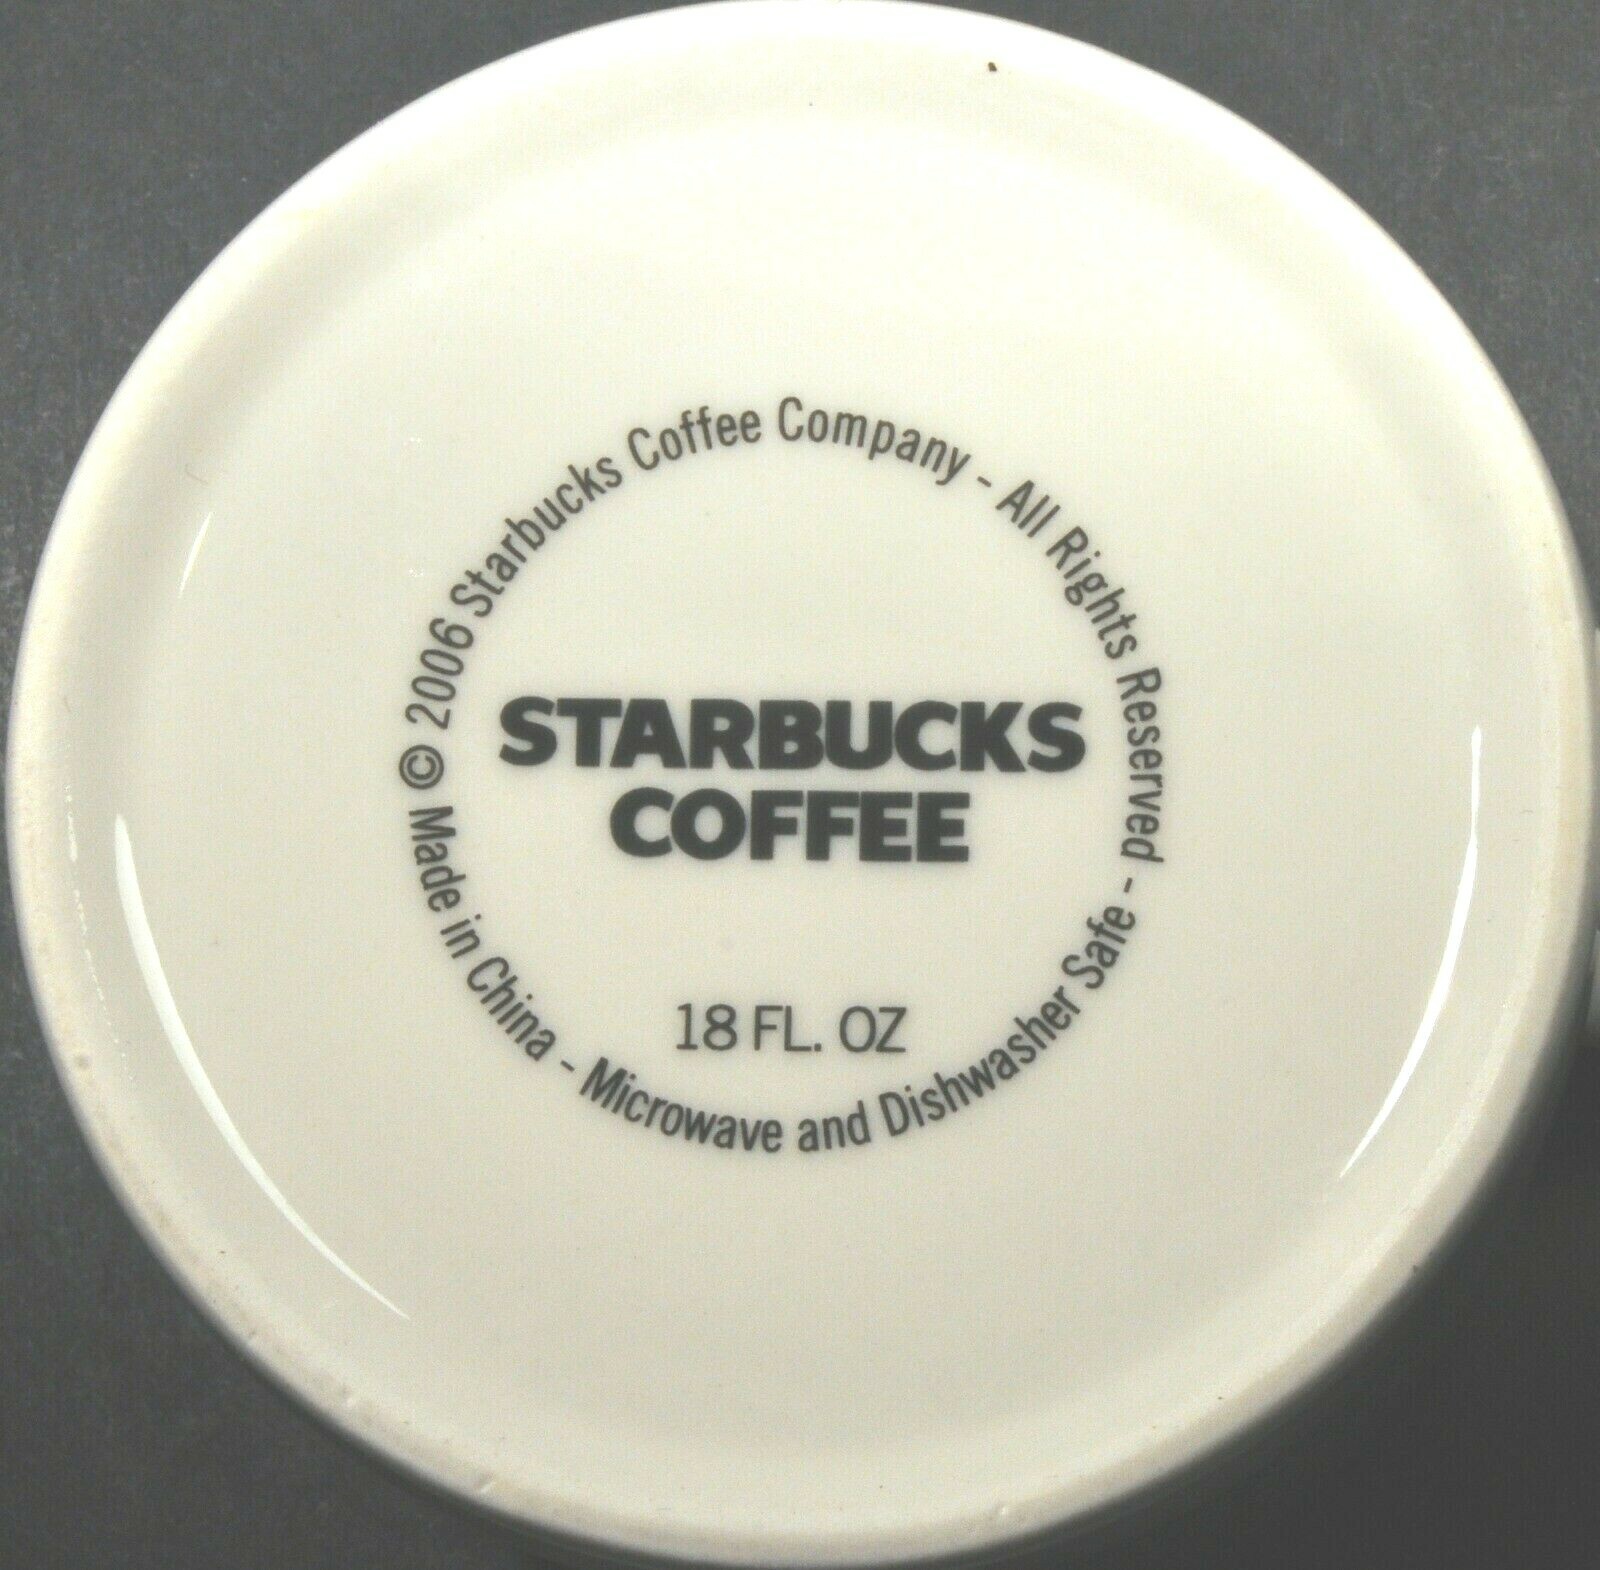 © 2006 Starbucks Coffee Company - All Rights Reserved - 
STARBUCKS
COFFEE
18 FL. OZ
Made in China - Microwave and Dishwasher Safe -